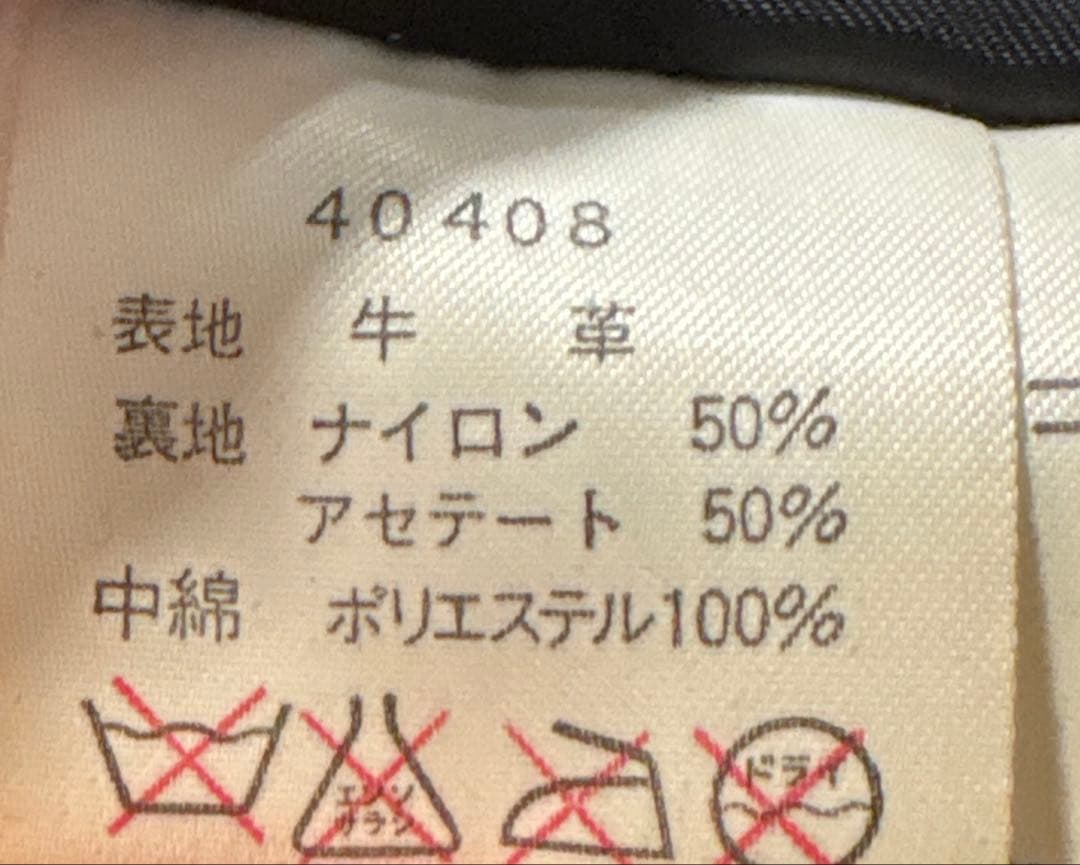 40408
表地 牛 革
裏地 ナイロン 50%
アセテート 50%
中綿 ポリエステル100%
エンソ
サラシ
ドライ